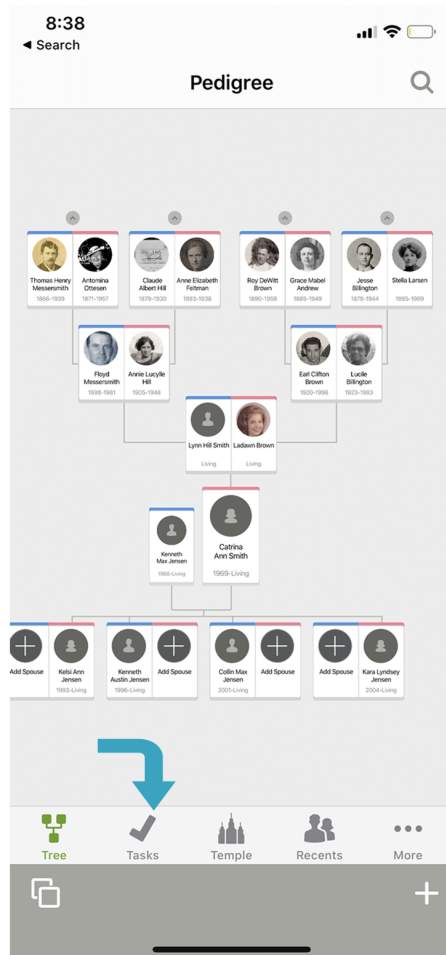 8:38
◀ Search
Pedigree
Thomas Henry Messersmith
1866-1939
Antomina Ottesen
1871-1957
Claude Albert Hill
1879-1930
Anne Elizabeth Feltman
1883-1938
Roy DeWitt Brown
1890-1958
Grace Mabel Andrew
1889-1949
Jesse Billington
1878-1944
Stella Larsen
1885-1969
Floyd Messersmith
1898-1981
Annie Lucylle Hill
1905-1948
Earl Clifton Brown
1920-1998
Lucile Billington
1923-1983
Lynn Hill Smith
Living
Ladawn Brown
Living
Kenneth Max Jensen
1968-Living
Catrina Ann Smith
1969-Living
Add Spouse
Kelsi Ann Jensen
1993-Living
Kenneth Austin Jensen
1996-Living
Add Spouse
Collin Max Jensen
2001-Living
Add Spouse
Add Spouse
Kara Lyndsey Jensen
2004-Living
Tree
Tasks
Temple
Recents
More